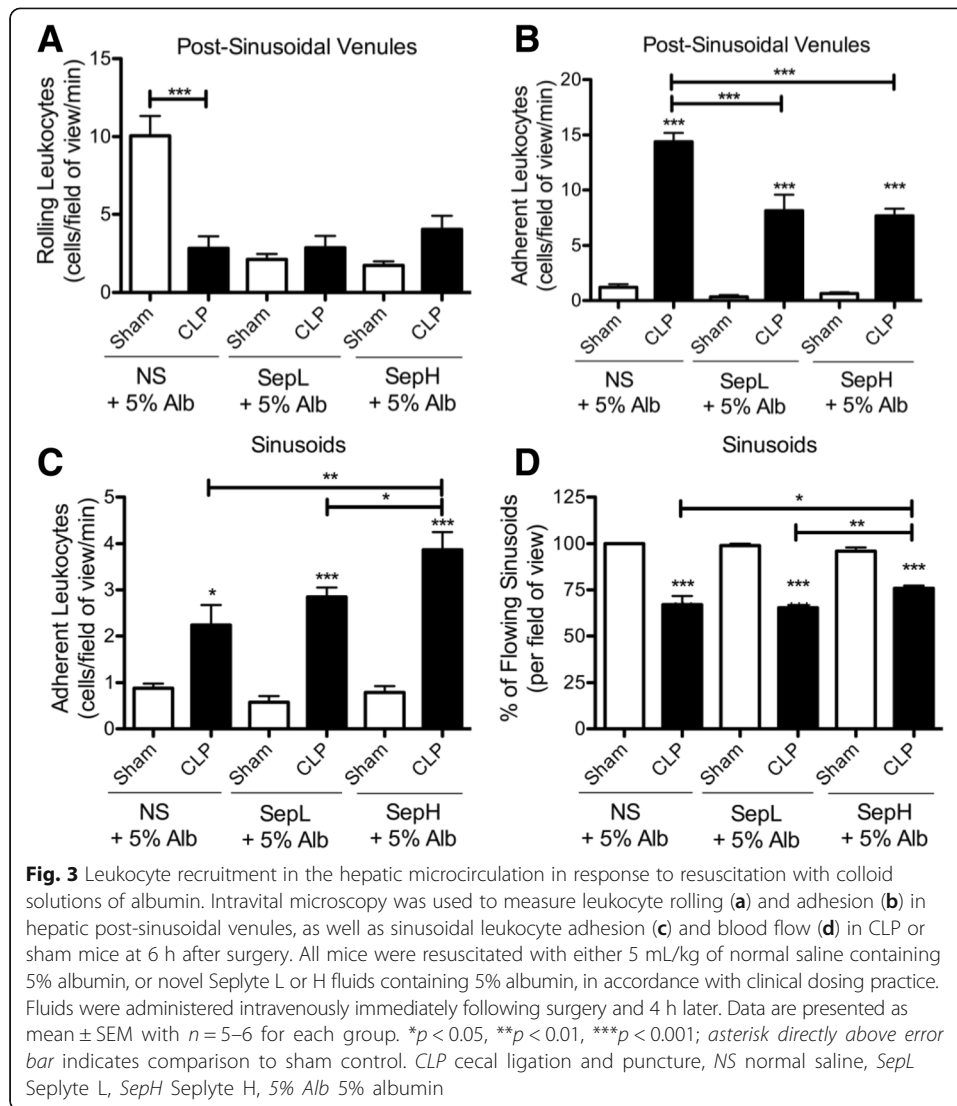 A
Post-Sinusoidal Venules
Rolling Leukocytes
(cells/field of view/min)
15
10
5
0
***
Sham
CLP
Sham
CLP
Sham
CLP
NS
+ 5% Alb
SepL
+ 5% Alb
SepH
+ 5% Alb
B
Post-Sinusoidal Venules
Adherent Leukocytes
(cells/field of view/min)
20
15
10
5
0
***
***
***
***
***
Sham
CLP
Sham
CLP
Sham
CLP
NS
+ 5% Alb
SepL
+ 5% Alb
SepH
+ 5% Alb
C
Sinusoids
Adherent Leukocytes
(cells/field of view/min)
5
4
3
2
1
0
**
*
*
***
***
Sham
CLP
Sham
CLP
Sham
CLP
NS
+ 5% Alb
SepL
+ 5% Alb
SepH
+ 5% Alb
D
Sinusoids
% of Flowing Sinusoids
(per field of view)
125
100
75
50
25
0
*
**
***
***
***
Sham
CLP
Sham
CLP
Sham
CLP
NS
+ 5% Alb
SepL
+ 5% Alb
SepH
+ 5% Alb
Fig. 3 Leukocyte recruitment in the hepatic microcirculation in response to resuscitation with colloid
solutions of albumin. Intravital microscopy was used to measure leukocyte rolling (a) and adhesion (b) in
hepatic post-sinusoidal venules, as well as sinusoidal leukocyte adhesion (c) and blood flow (d) in CLP or
sham mice at 6 h after surgery. All mice were resuscitated with either 5 mL/kg of normal saline containing
5% albumin, or novel Seplyte L or H fluids containing 5% albumin, in accordance with clinical dosing practice.
Fluids were administered intravenously immediately following surgery and 4 h later. Data are presented as
mean ± SEM with n = 5–6 for each group. *p < 0.05, **p < 0.01, ***p < 0.001; asterisk directly above error
bar indicates comparison to sham control. CLP cecal ligation and puncture, NS normal saline, SepL
Seplyte L, SepH Seplyte H, 5% Alb 5% albumin